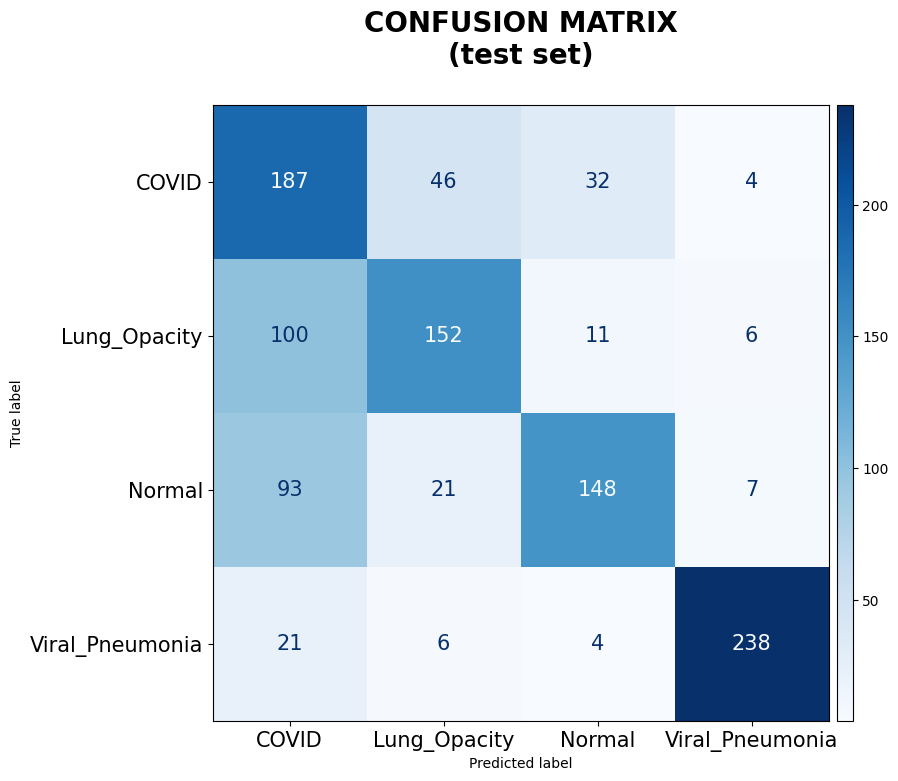 CONFUSION MATRIX
(test set)
COVID 187 46 32 4
200
Lung_Opacity 100 152 11 6
150
True label
Normal 93 21 148 7
100
50
Viral_Pneumonia 21 6 4 238
COVID Lung_Opacity Normal Viral_Pneumonia
Predicted label